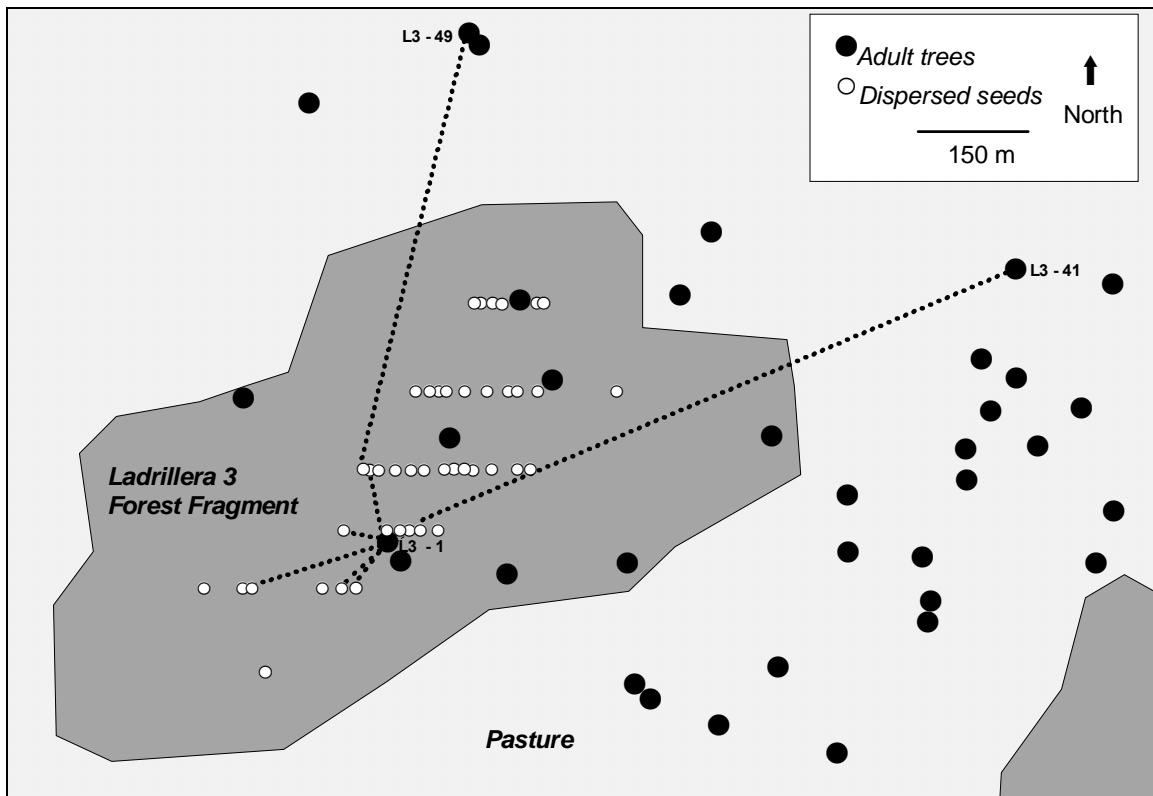 L3 - 49
Adult trees
Dispersed seeds
North
150 m
L3 - 41
Ladrillera 3
Forest Fragment
L3 - 1
Pasture